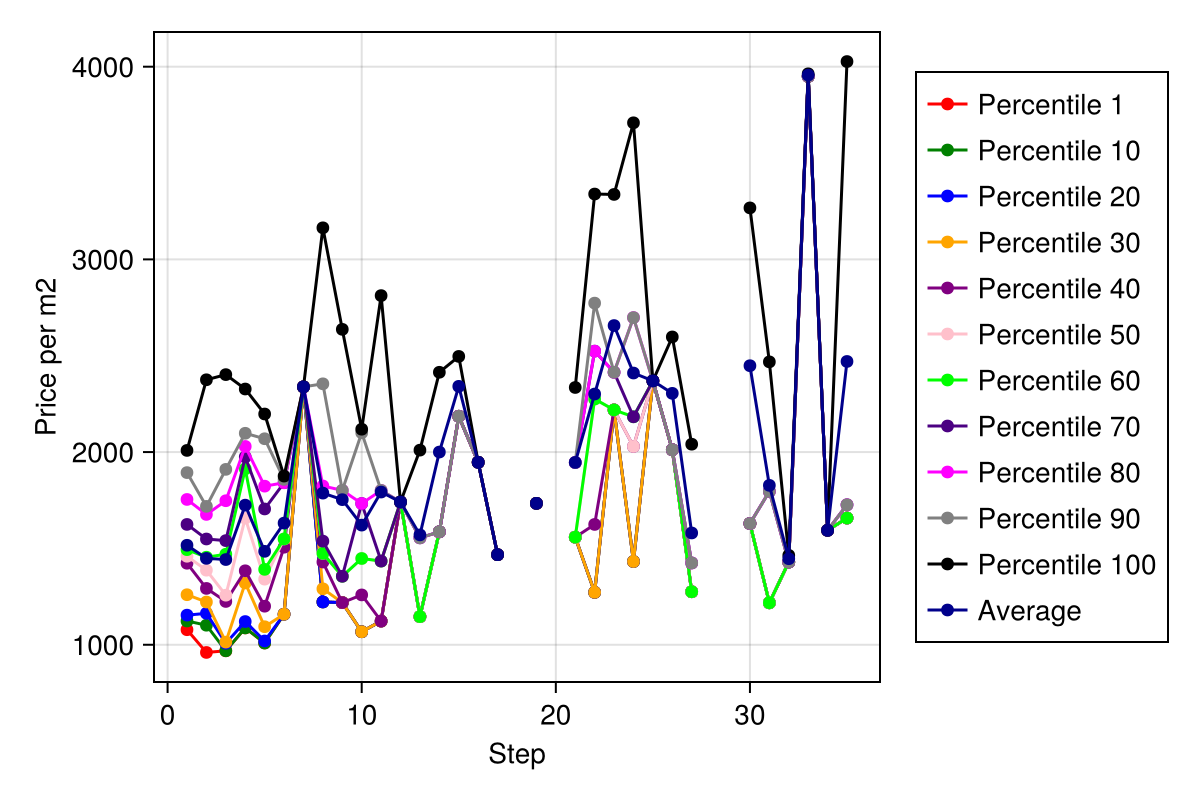 4000
3000
2000
1000
Price per m2
0 10 20 30
Step
Percentile 1
Percentile 10
Percentile 20
Percentile 30
Percentile 40
Percentile 50
Percentile 60
Percentile 70
Percentile 80
Percentile 90
Percentile 100
Average